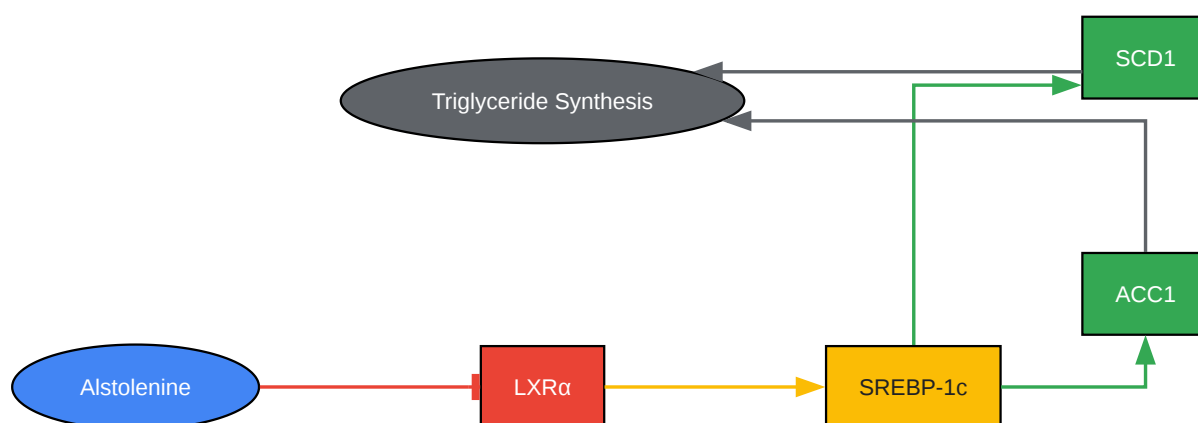 SCD1
Triglyceride Synthesis
ACC1
Alstolenine
LXRα
SREBP-1c